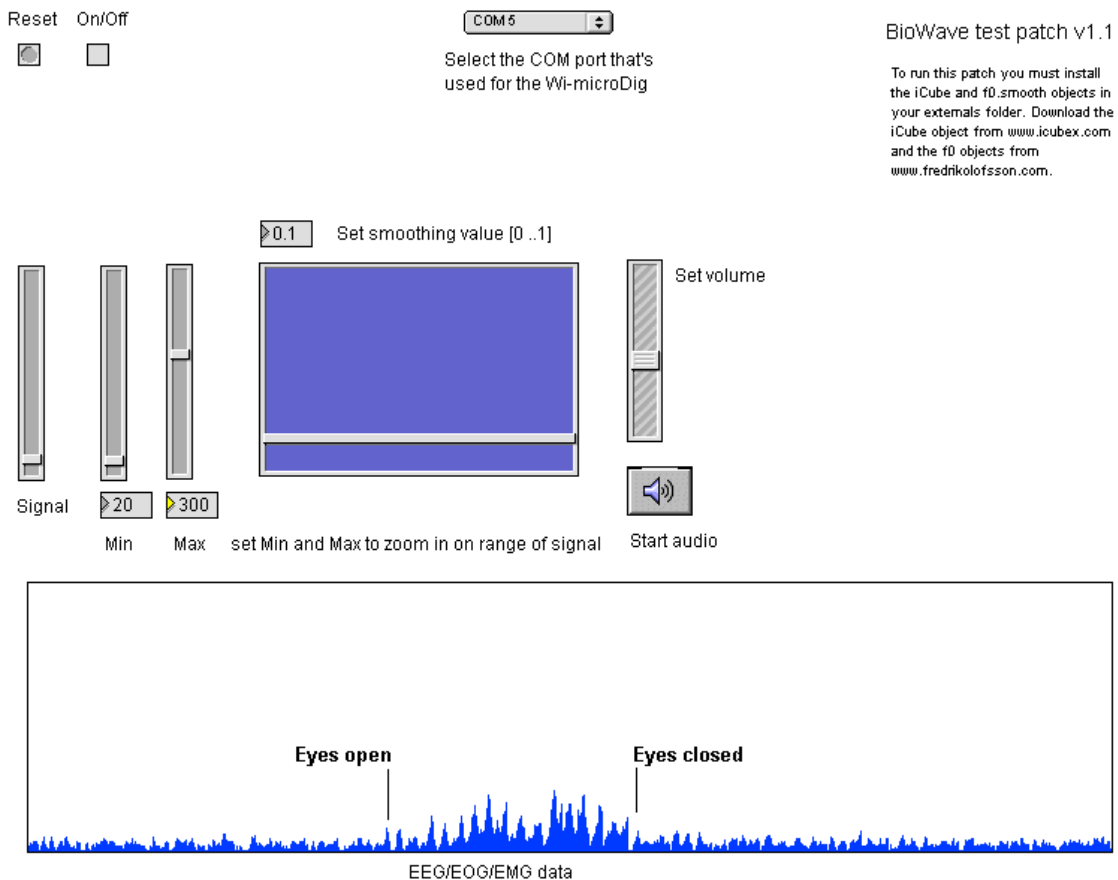 Reset On/Off
COM 5
Select the COM port that's
used for the Wi-microDig
BioWave test patch v1.1
To run this patch you must install
the iCube and f0.smooth objects in
your externals folder. Download the
iCube object from www.icubex.com
and the f0 objects from
www.fredrikolofsson.com.
0.1 Set smoothing value [0 ..1]
Set volume
Signal
20
300
Min
Max
set Min and Max to zoom in on range of signal
Start audio
Eyes open
Eyes closed
EEG/EOG/EMG data